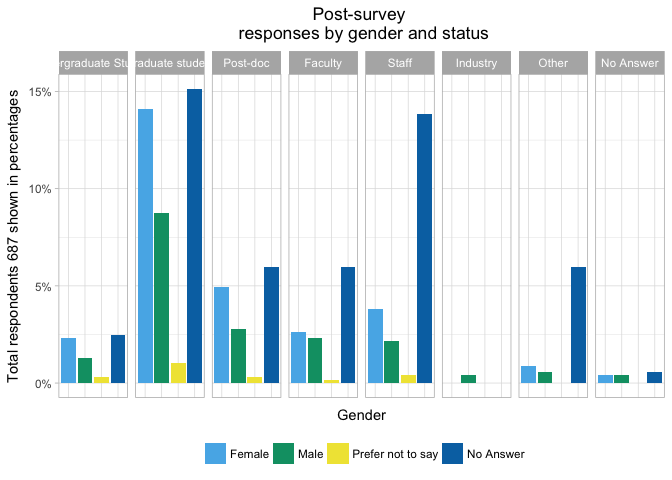 Post-survey
responses by gender and status
rgraduate Stu raduate stude Post-doc Faculty Staff Industry Other No Answer
Total respondents 687 shown in percentages
15%
10%
5%
0%
Gender
Female Male Prefer not to say No Answer